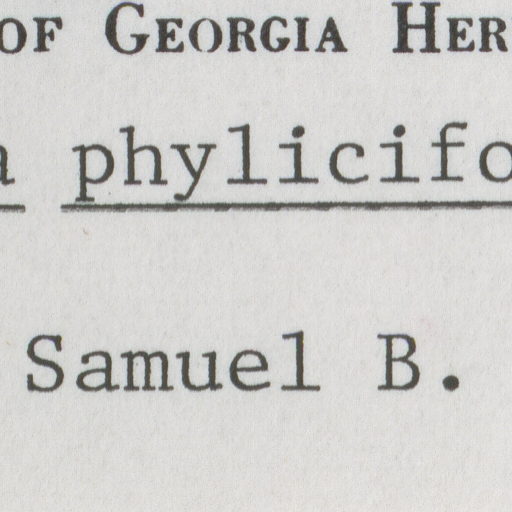 OF GEORGIA HER
a phylicifo
Samuel B.